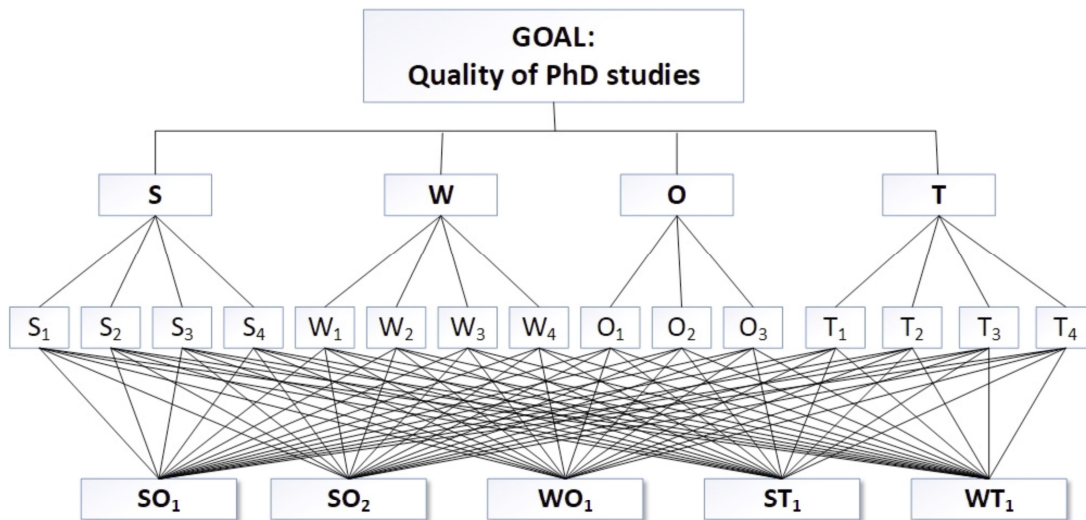 GOAL:
Quality of PhD studies
S W O T
S₁ S₂ S₃ S₄ W₁ W₂ W₃ W₄ O₁ O₂ O₃ T₁ T₂ T₃ T₄
SO₁ SO₂ WO₁ ST₁ WT₁